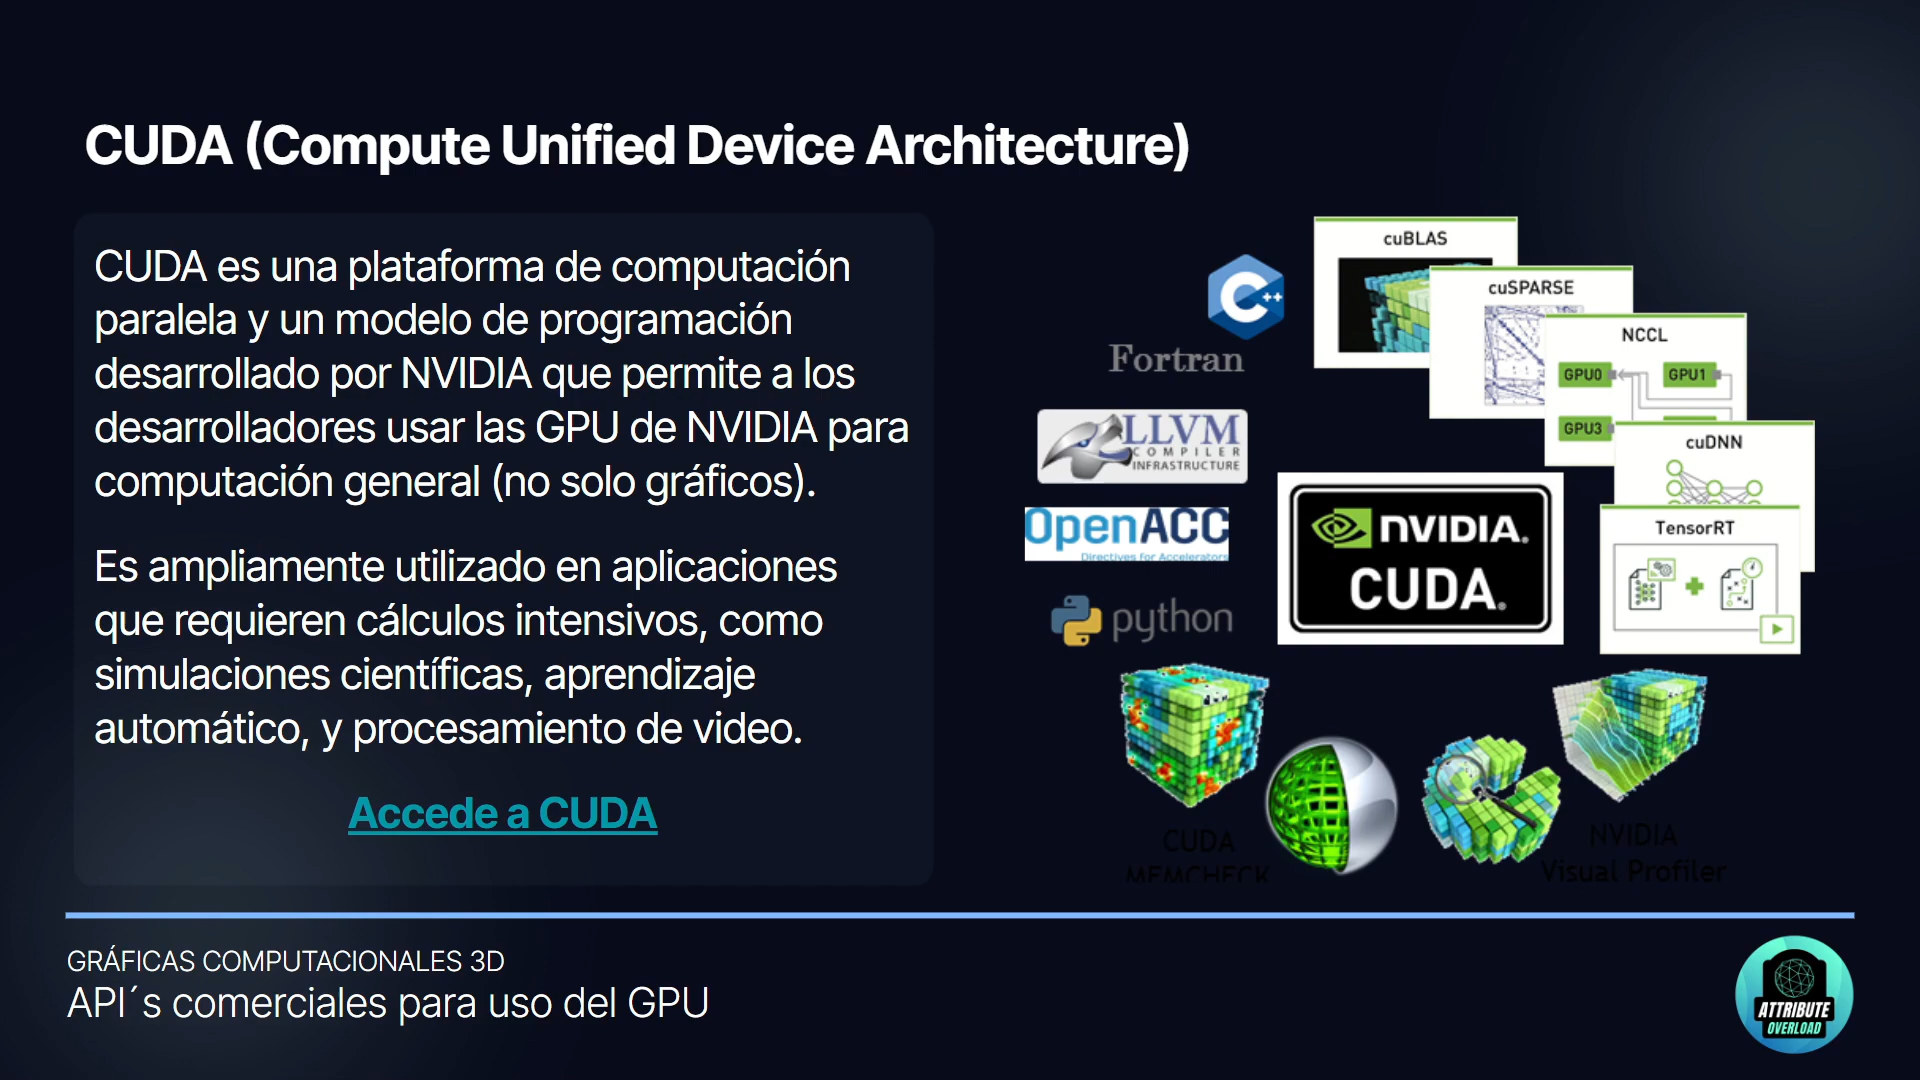 CUDA (Compute Unified Device Architecture)
CUDA es una plataforma de computación
paralela y un modelo de programación
desarrollado por NVIDIA que permite a los
desarrolladores usar las GPU de NVIDIA para
computación general (no solo gráficos).
Es ampliamente utilizado en aplicaciones
que requieren cálculos intensivos, como
simulaciones científicas, aprendizaje
automático, y procesamiento de video.
Accede a CUDA
C++
Fortran
LLVM
COMPILER
INFRASTRUCTURE
OpenACC
Directives for Accelerators
python
cuBLAS
cuSPARSE
NCCL
GPU0
GPU1
GPU3
cuDNN
TensorRT
NVIDIA.
CUDA.
CUDA
MEMCHECK
NVIDIA
Visual Profiler
GRÁFICAS COMPUTACIONALES 3D
API´s comerciales para uso del GPU
ATTRIBUTE
OVERLOAD